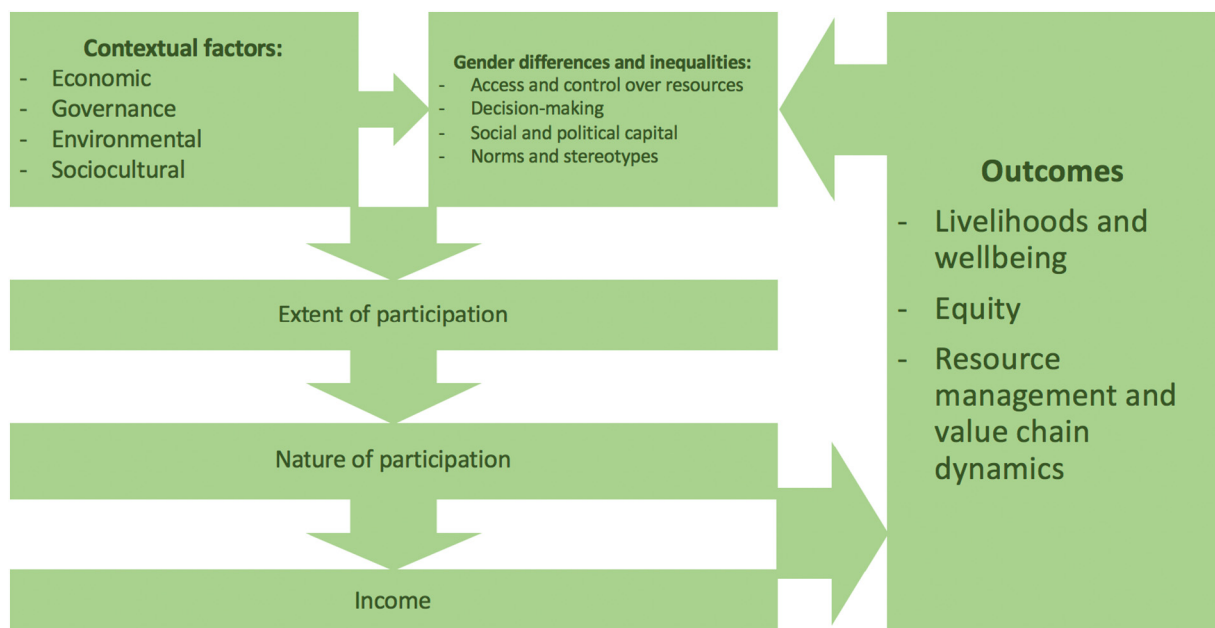 Contextual factors:
- Economic
- Governance
- Environmental
- Sociocultural
Gender differences and inequalities:
- Access and control over resources
- Decision-making
- Social and political capital
- Norms and stereotypes
Extent of participation
Nature of participation
Income
Outcomes
- Livelihoods and
wellbeing
- Equity
- Resource
management and
value chain
dynamics